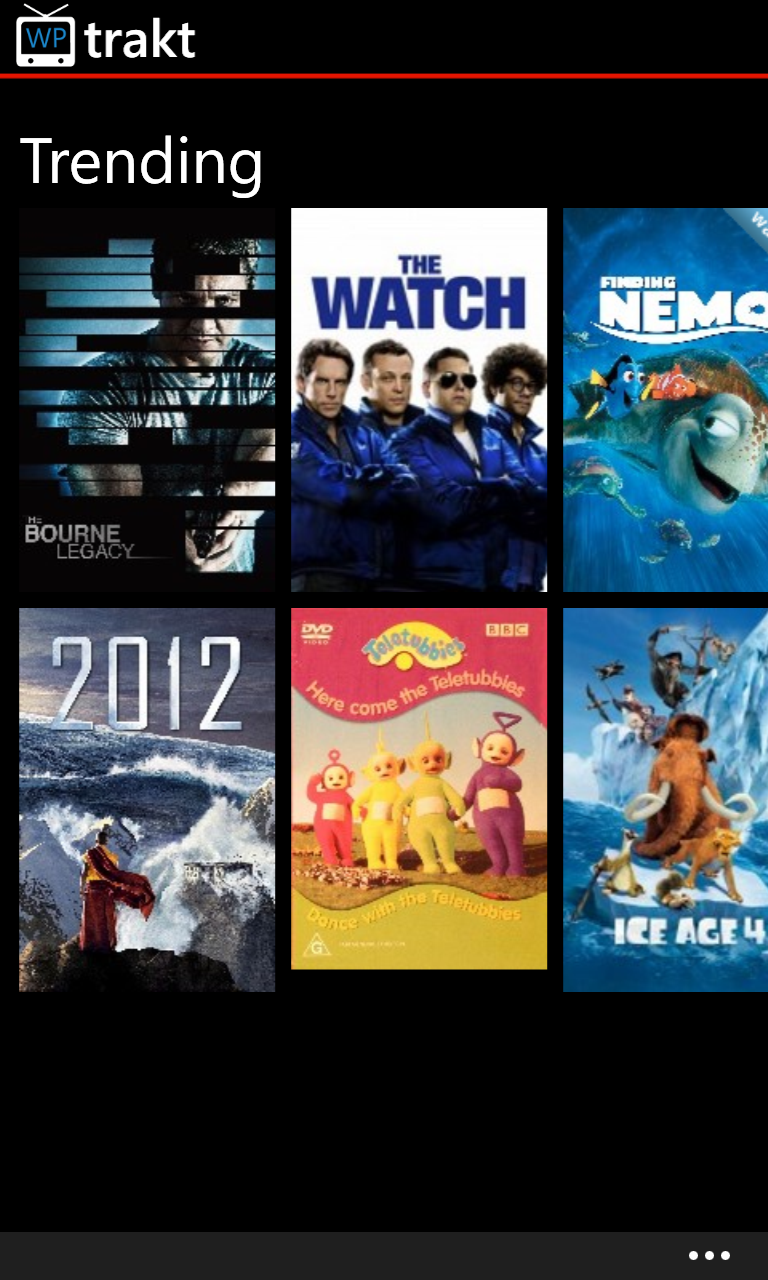 WP trakt
Trending
THE
BOURNE
LEGACY
THE
WATCH
FINDING
NEMO
2012
DVD
VIDEO
BBC
Teletubbies
Here come the Teletubbies
Dance with the Teletubbies
G
ICE AGE 4